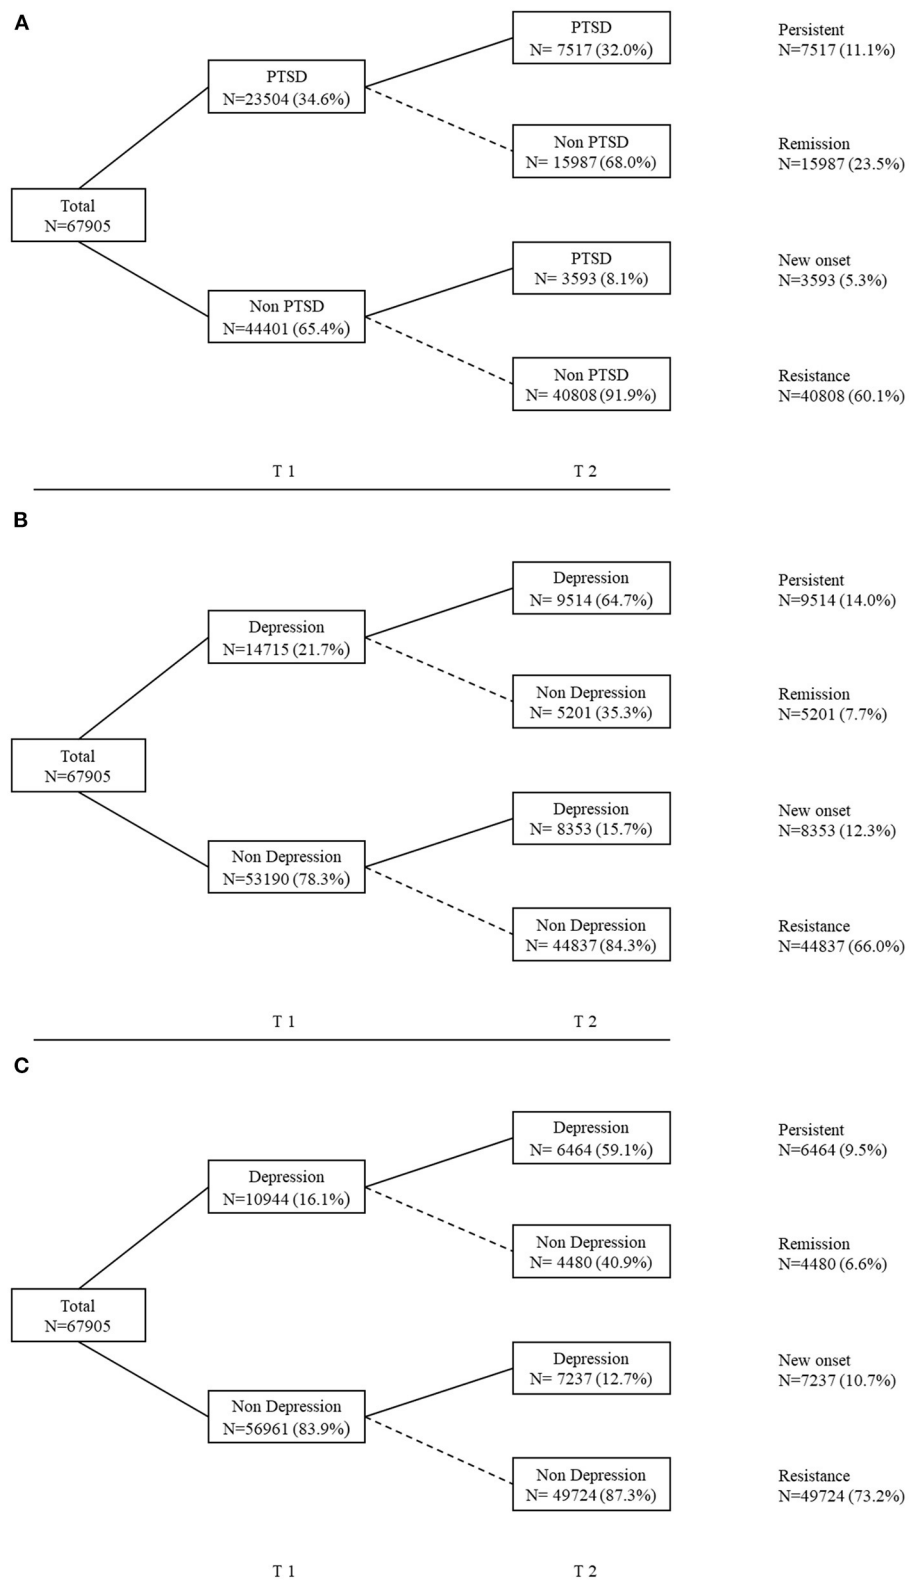 A
PTSD
N= 7517 (32.0%)
Persistent
N=7517 (11.1%)
PTSD
N=23504 (34.6%)
Non PTSD
N= 15987 (68.0%)
Remission
N=15987 (23.5%)
Total
N=67905
PTSD
N= 3593 (8.1%)
New onset
N=3593 (5.3%)
Non PTSD
N=44401 (65.4%)
Non PTSD
N= 40808 (91.9%)
Resistance
N=40808 (60.1%)
T 1
T 2
B
Depression
N= 9514 (64.7%)
Persistent
N=9514 (14.0%)
Depression
N=14715 (21.7%)
Non Depression
N= 5201 (35.3%)
Remission
N=5201 (7.7%)
Total
N=67905
Depression
N= 8353 (15.7%)
New onset
N=8353 (12.3%)
Non Depression
N=53190 (78.3%)
Non Depression
N= 44837 (84.3%)
Resistance
N=44837 (66.0%)
T 1
T 2
C
Depression
N= 6464 (59.1%)
Persistent
N=6464 (9.5%)
Depression
N=10944 (16.1%)
Non Depression
N= 4480 (40.9%)
Remission
N=4480 (6.6%)
Total
N=67905
Depression
N= 7237 (12.7%)
New onset
N=7237 (10.7%)
Non Depression
N=56961 (83.9%)
Non Depression
N= 49724 (87.3%)
Resistance
N=49724 (73.2%)
T 1
T 2